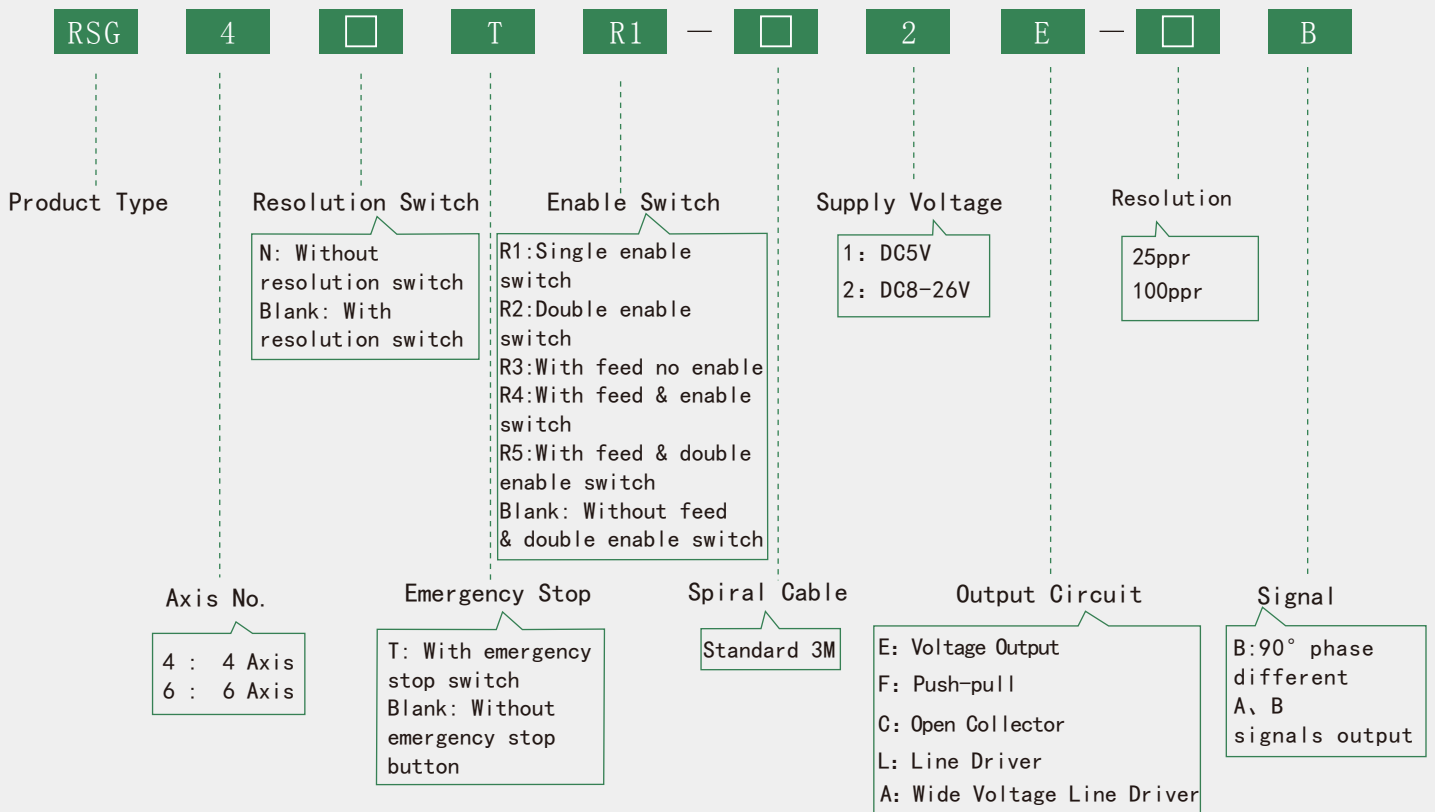 RSG 4 □ T R1 — □ 2 E — □ B
Product Type
Resolution Switch
N: Without
resolution switch
Blank: With
resolution switch
Enable Switch
R1:Single enable
switch
R2:Double enable
switch
R3:With feed no enable
R4:With feed & enable
switch
R5:With feed & double
enable switch
Blank: Without feed
& double enable switch
Supply Voltage
1: DC5V
2: DC8-26V
Resolution
25ppr
100ppr
Axis No.
4 : 4 Axis
6 : 6 Axis
Emergency Stop
T: With emergency
stop switch
Blank: Without
emergency stop
button
Spiral Cable
Standard 3M
Output Circuit
E: Voltage Output
F: Push-pull
C: Open Collector
L: Line Driver
A: Wide Voltage Line Driver
Signal
B:90° phase
different
A、B
signals output